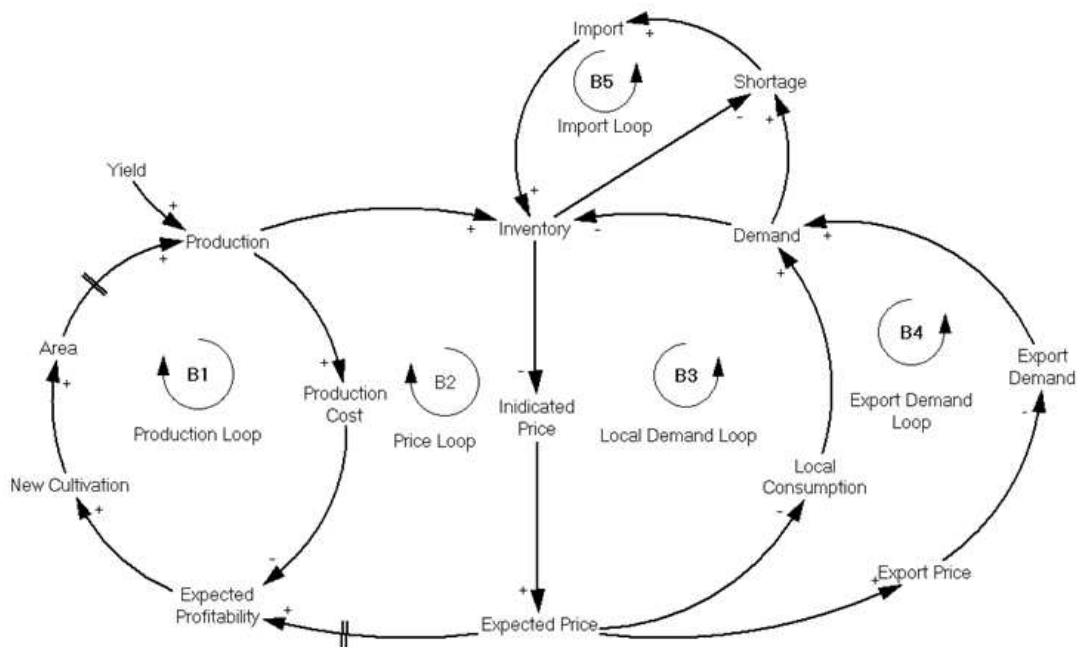 Import
+
B5
Shortage
-
+
Import Loop
Yield
+
+
Production
+
+
Inventory
-
Demand
+
+
Area
+
B1
Production Loop
+
Production
Cost
B2
Price Loop
-
Inidicated
Price
B3
Local Demand Loop
B4
Export Demand
Loop
Export
Demand
-
New Cultivation
+
Local
Consumption
-
-
Expected
Profitability
+
+
Expected Price
+
Export Price